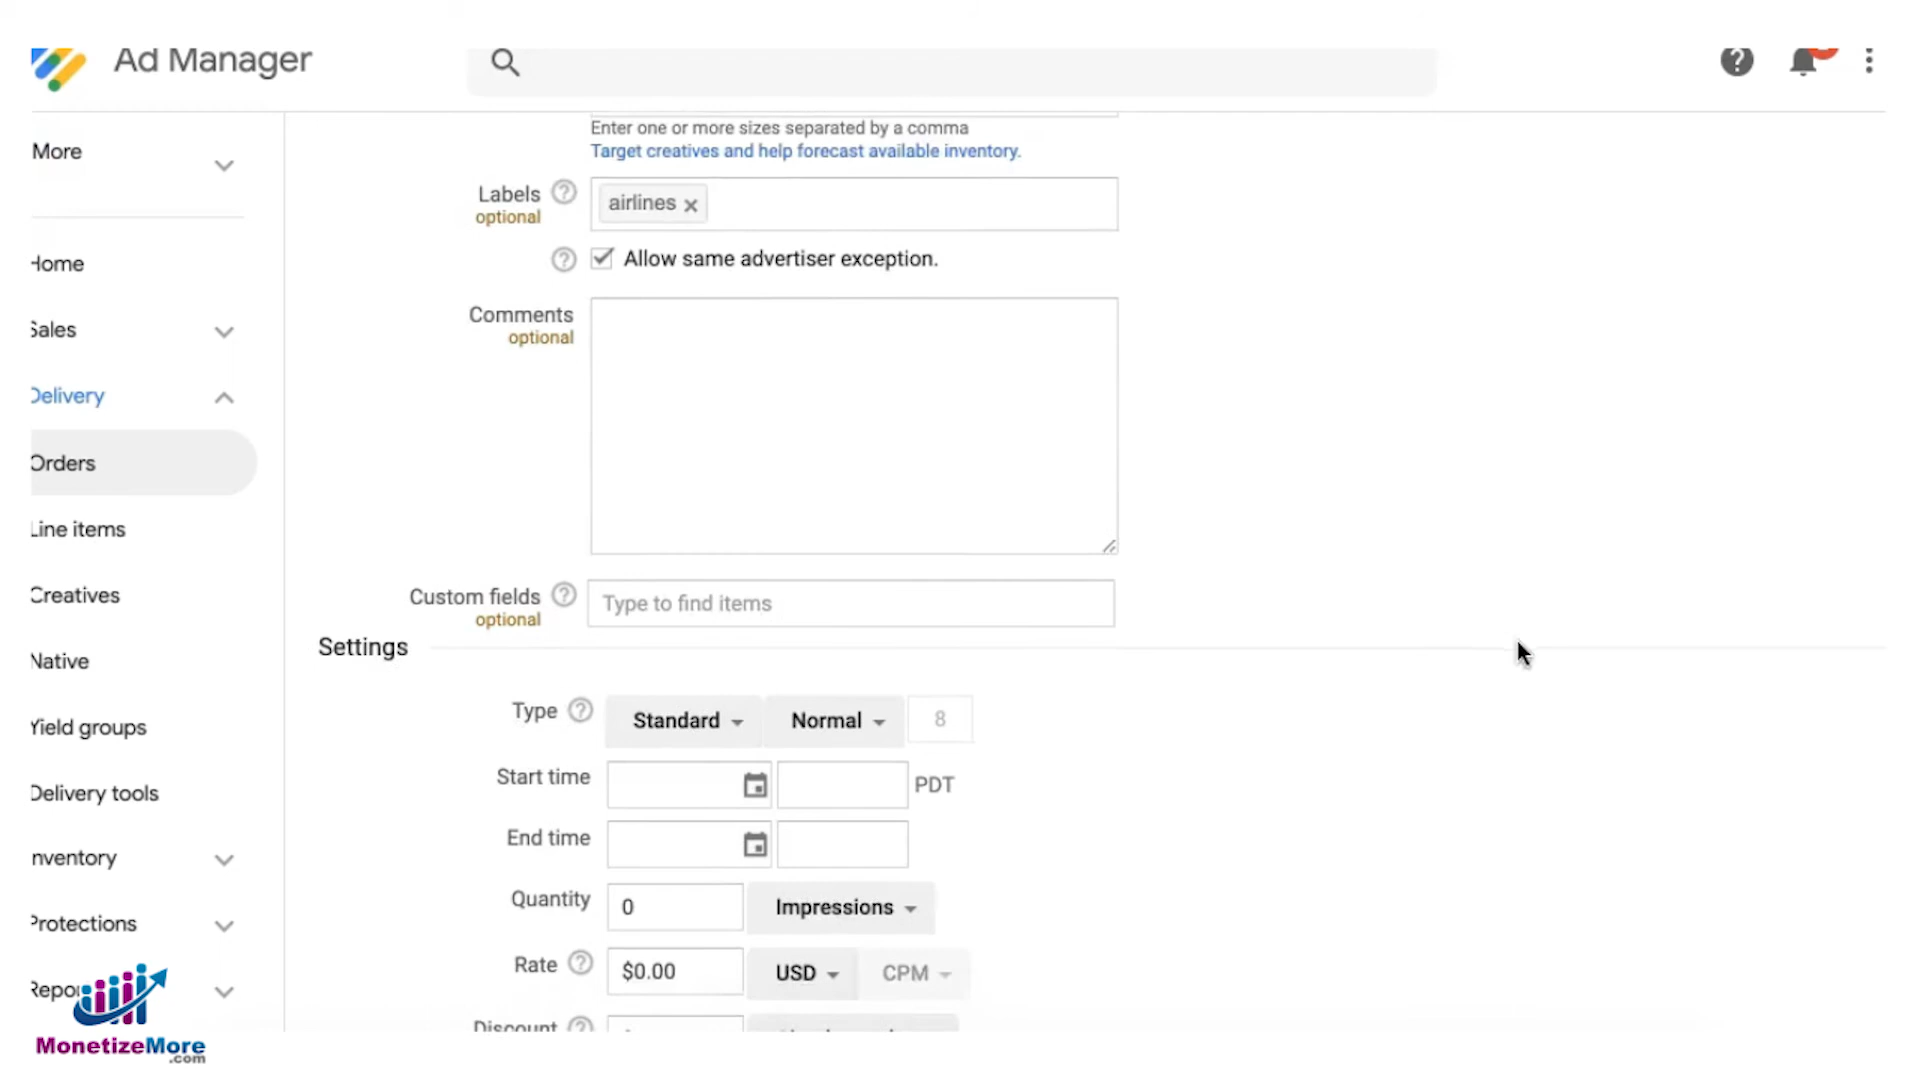 Ad Manager
Enter one or more sizes separated by a comma
Target creatives and help forecast available inventory.
More
Labels
optional
airlines
Allow same advertiser exception.
Home
Comments
optional
Sales
Delivery
Orders
Line items
Creatives
Custom fields
optional
Type to find items
Settings
Native
Type
Standard
Normal
8
Yield groups
Start time
PDT
Delivery tools
End time
nventory
Quantity
0
Impressions
Protections
Rate
$0.00
USD
CPM
Repo
Discount
MonetizeMore
.com